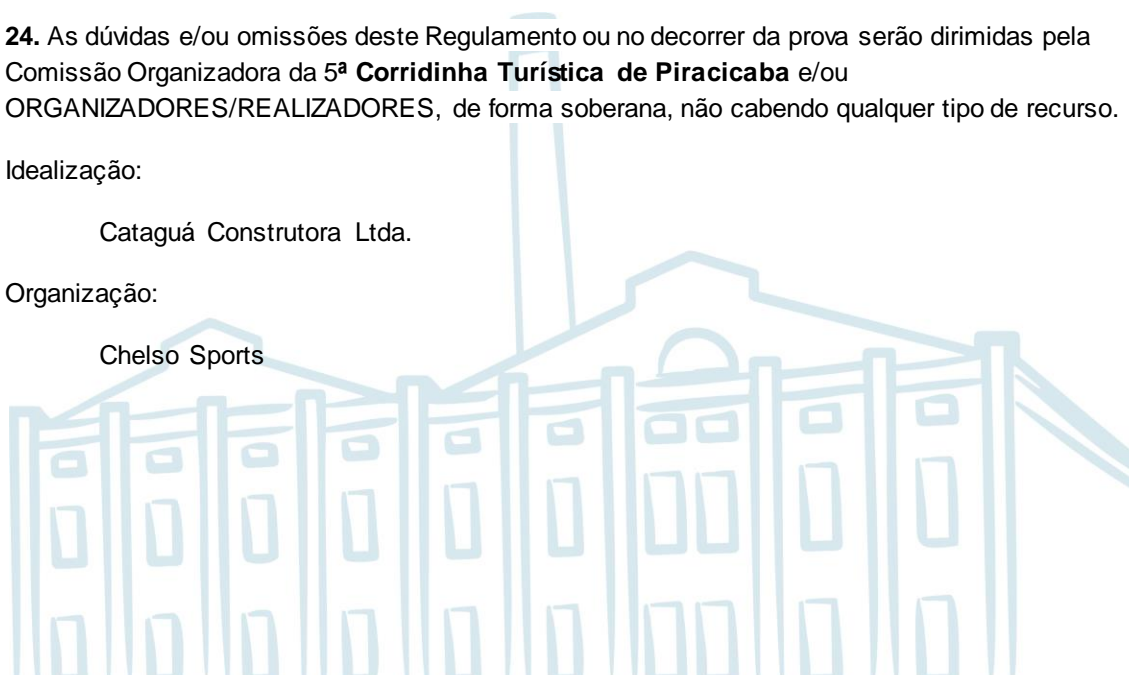 24. As dúvidas e/ou omissões deste Regulamento ou no decorrer da prova serão dirimidas pela
Comissão Organizadora da 5ª Corridinha Turística de Piracicaba e/ou
ORGANIZADORES/REALIZADORES, de forma soberana, não cabendo qualquer tipo de recurso.
Idealização:
Cataguá Construtora Ltda.
Organização:
Chelso Sports